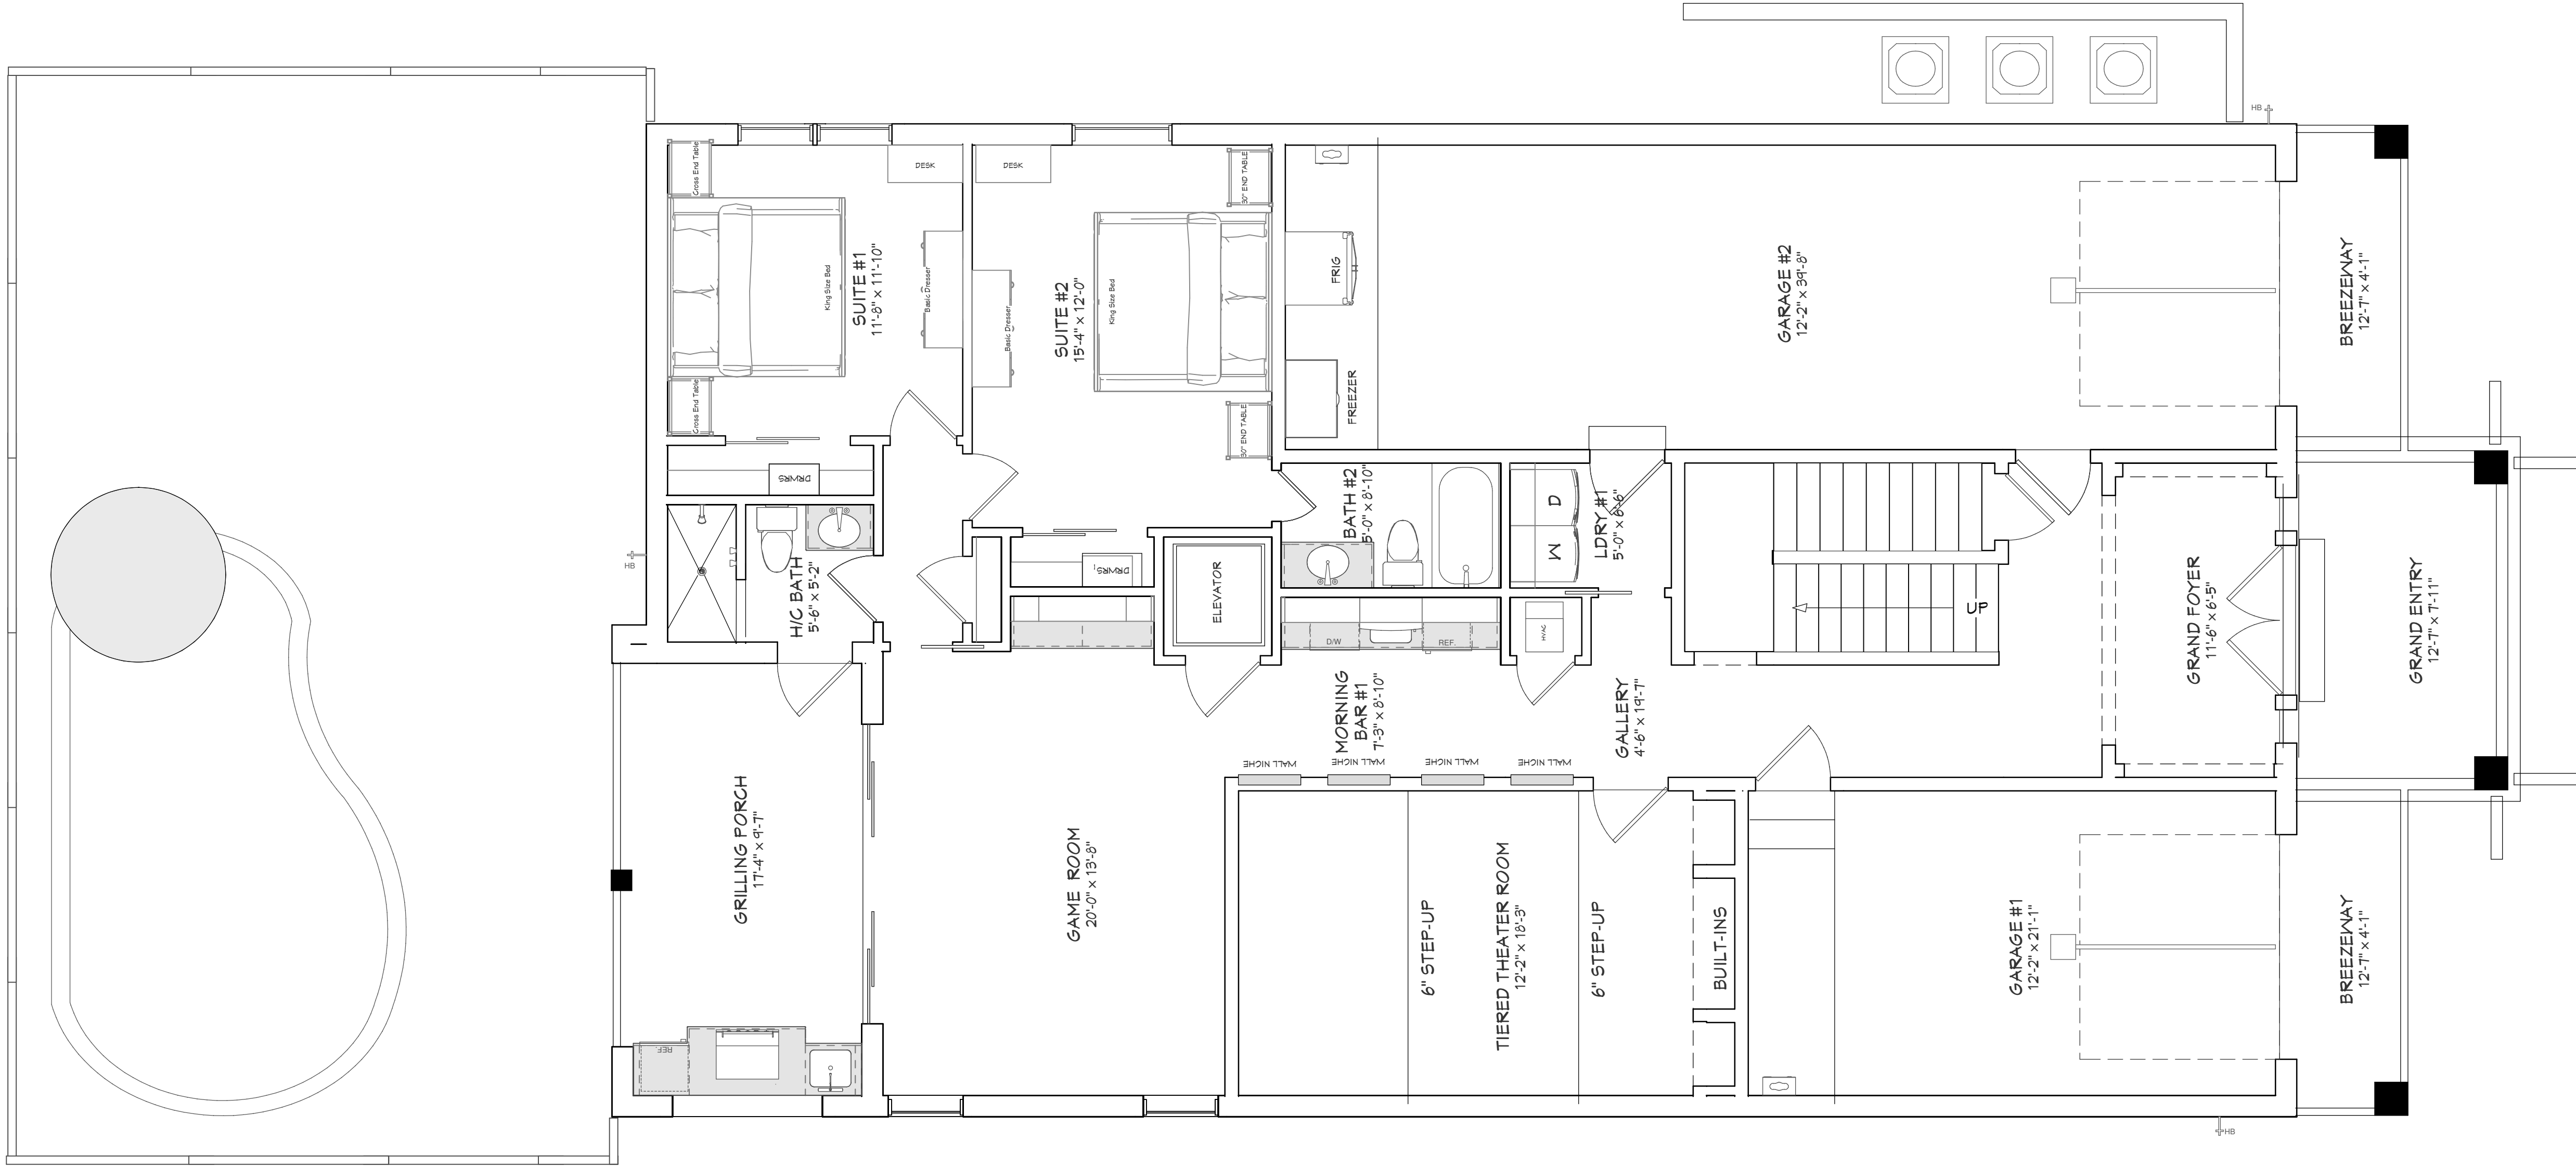 HB
Cross End Table
DESK
DESK
30" END TABLE
King Size Bed
SUITE #1
11'-8" x 11'-10"
Basic Dresser
Basic Dresser
SUITE #2
15'-4" x 12'-0"
King Size Bed
FRIG
GARAGE #2
12'-2" x 39'-8"
BREEZEWAY
12'-7" x 4'-1"
Cross End Table
30" END TABLE
FREEZER
DRWRS
BATH #2
5'-0" x 8'-10"
D
M
LDRY #1
5'-0" x 6'-6"
HB
H/C BATH
5'-6" x 5'-2"
DRWRS
ELEVATOR
D/W
REF.
HVAC
UP
GRAND FOYER
11'-6" x 6'-5"
GRAND ENTRY
12'-7" x 7'-11"
MORNING
BAR #1
7'-3" x 8'-10"
GALLERY
4'-6" x 19'-7"
WALL NICHE
WALL NICHE
WALL NICHE
WALL NICHE
GRILLING PORCH
17'-4" x 9'-7"
GAME ROOM
20'-0" x 13'-8"
6" STEP-UP
TIERED THEATER ROOM
12'-2" x 18'-3"
6" STEP-UP
BUILT-INS
GARAGE #1
12'-2" x 21'-1"
BREEZEWAY
12'-7" x 4'-1"
REF.
HB